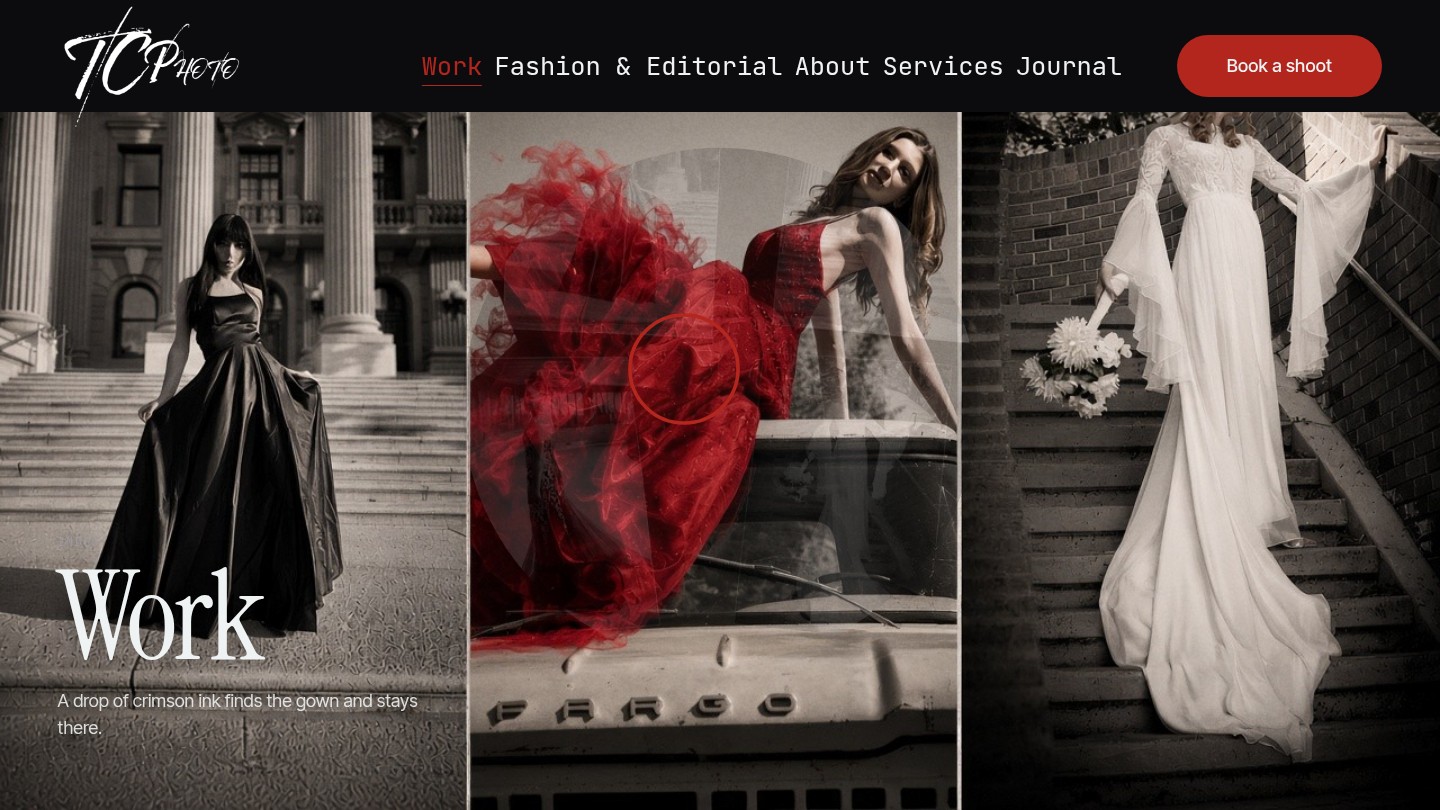 TCPHOTO
Work Fashion & Editorial About Services Journal
Book a shoot
Work
A drop of crimson ink finds the gown and stays
there.
FARGO